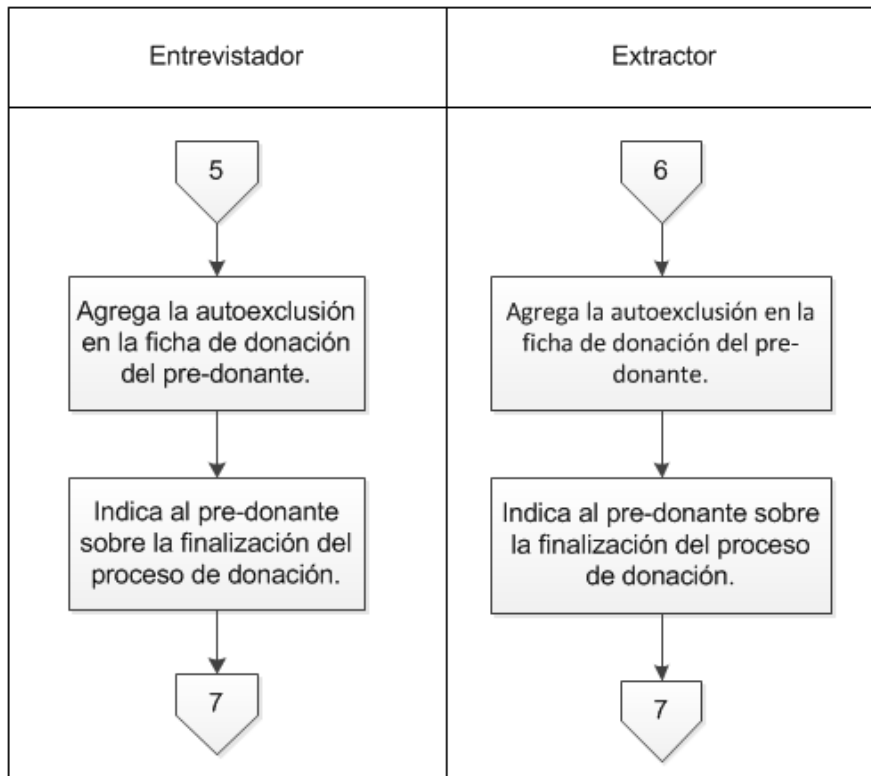 Entrevistador
Extractor
5
Agrega la autoexclusión
en la ficha de donación
del pre-donante.
Indica al pre-donante
sobre la finalización del
proceso de donación.
7
6
Agrega la autoexclusión en la
ficha de donación del pre-
donante.
Indica al pre-donante sobre
la finalización del proceso
de donación.
7